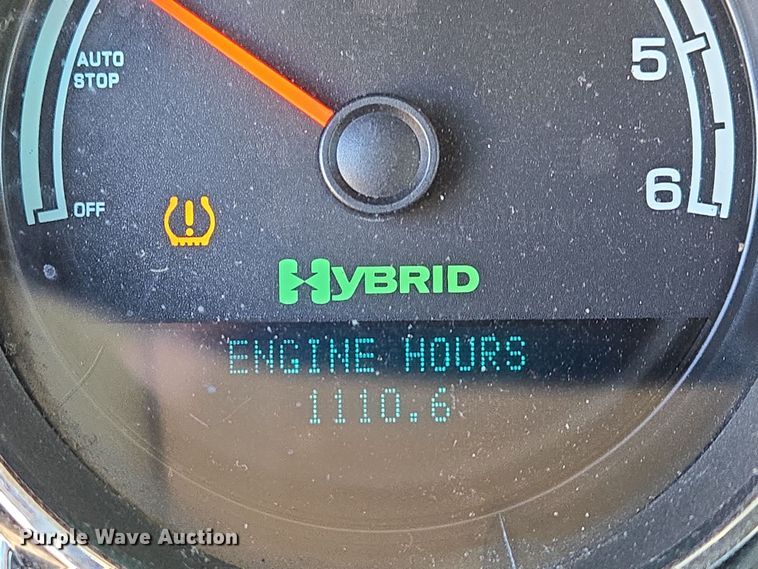 AUTO
STOP
5
6
OFF
HYBRID
ENGINE HOURS
1110.6
Purple Wave Auction